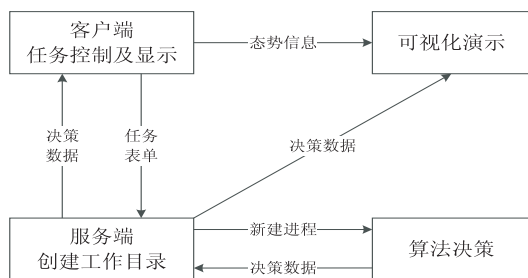 客户端
任务控制及显示
态势信息
可视化演示
决策
数据
任务
表单
决策数据
服务端
创建工作目录
新建进程
决策数据
算法决策